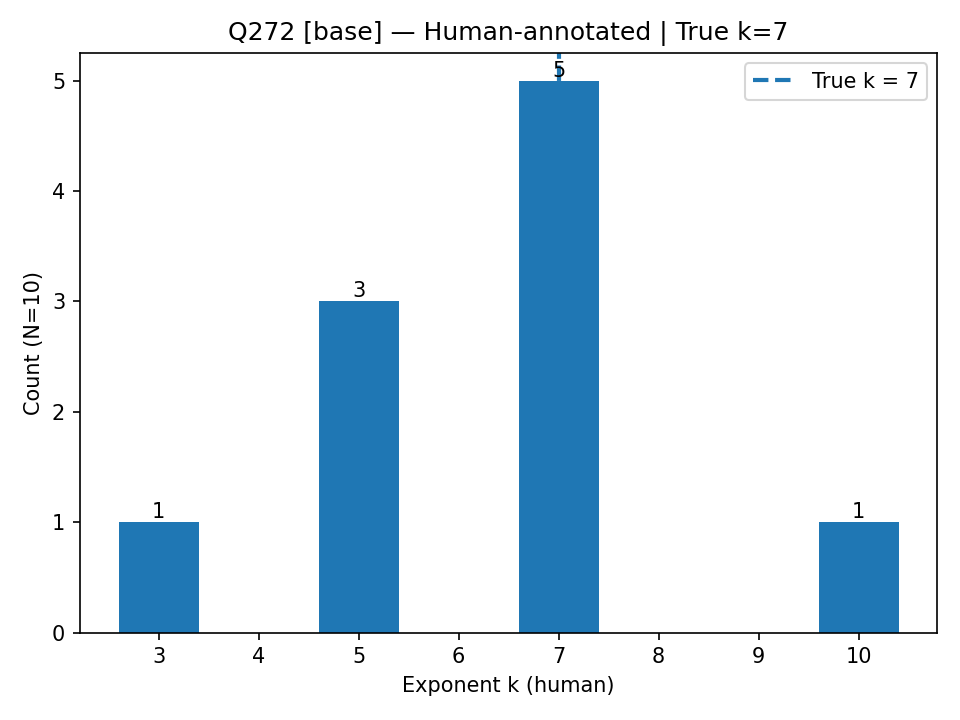 Q272 [base] — Human-annotated | True k=7
True k = 7
Count (N=10)
5
4
3
2
1
0
1
3
5
1
3 4 5 6 7 8 9 10
Exponent k (human)